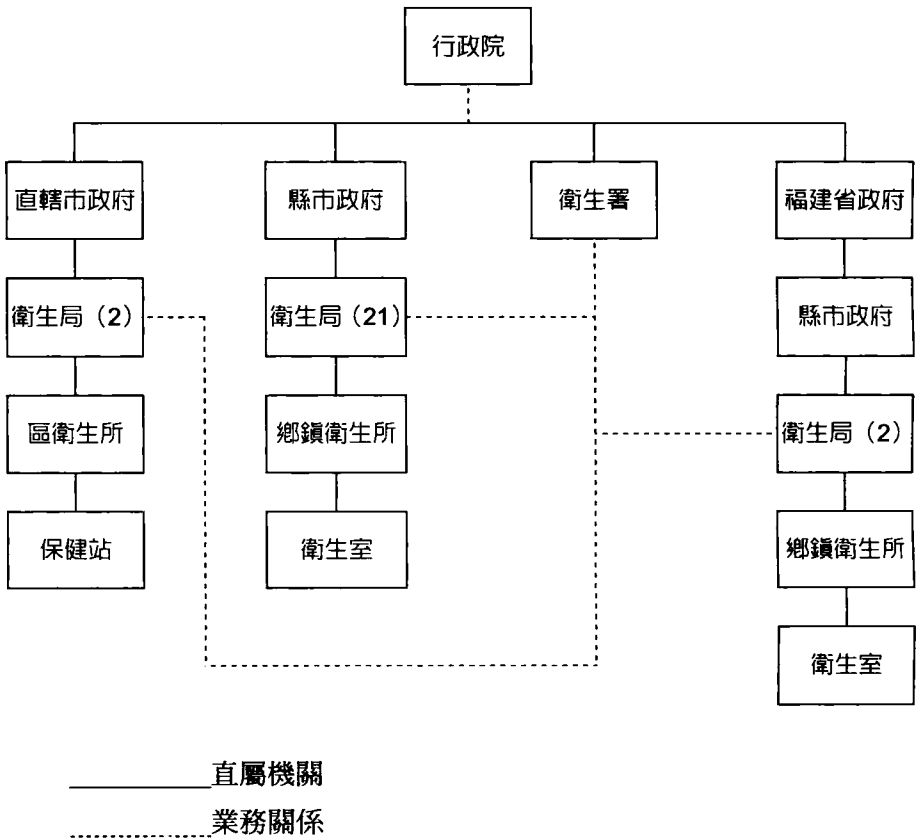 行政院
直轄市政府
縣市政府
衛生署
福建省政府
衛生局（2）
衛生局（21）
縣市政府
區衛生所
鄉鎮衛生所
衛生局（2）
保健站
衛生室
鄉鎮衛生所
衛生室
直屬機關
業務關係